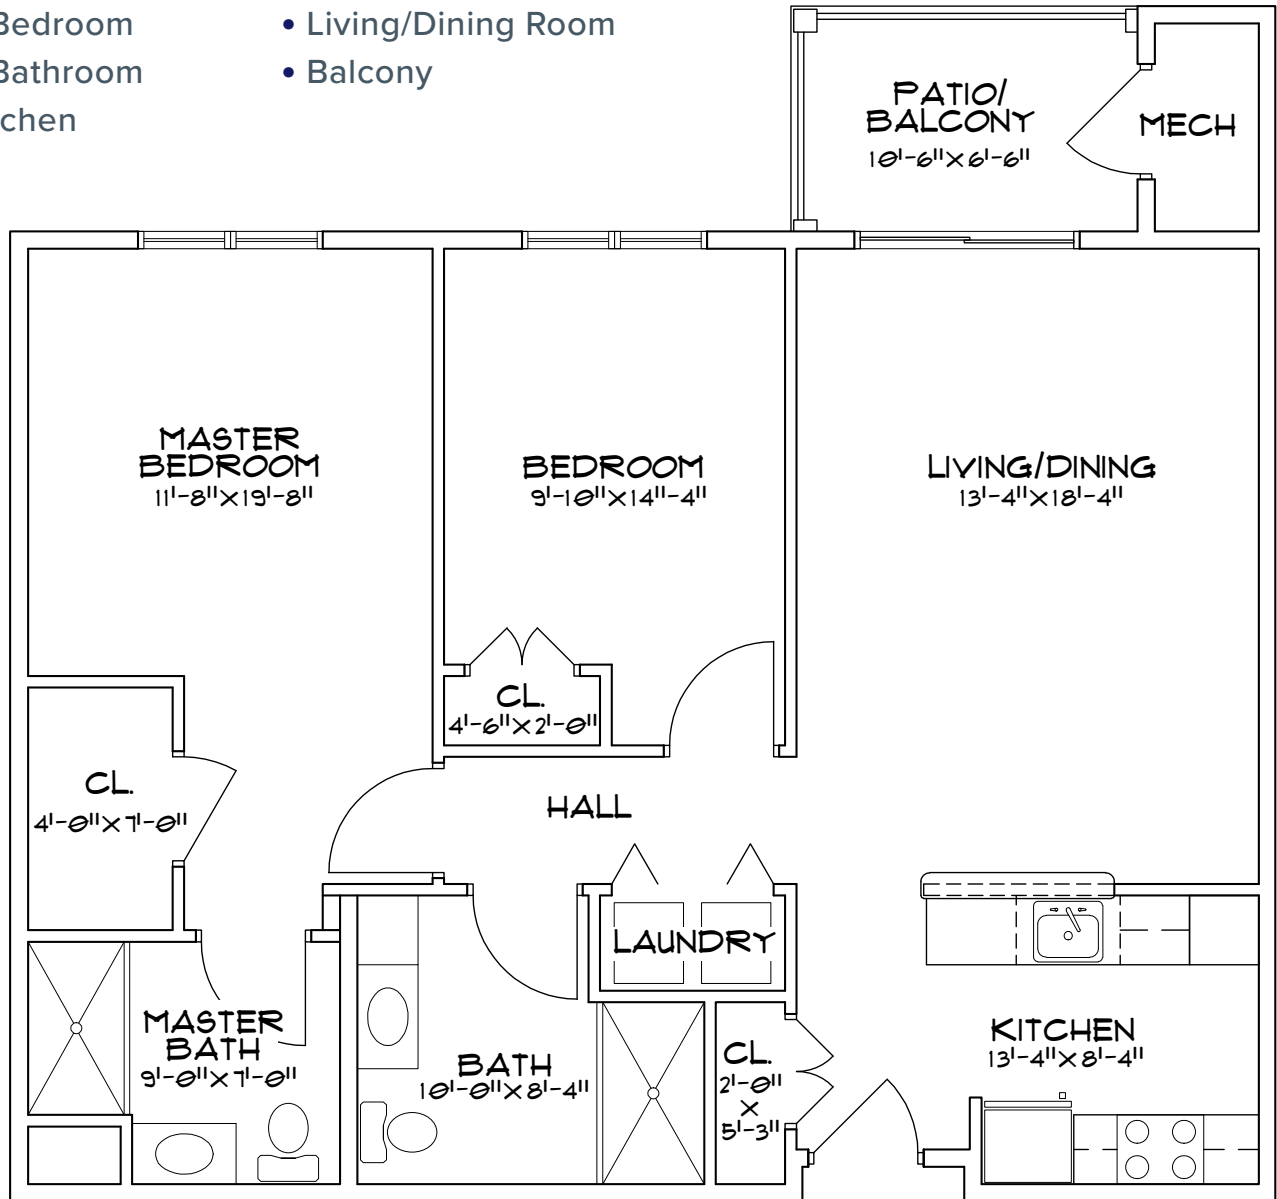 Bedroom
Bathroom
chen
• Living/Dining Room
• Balcony
PATIO/
BALCONY
10'-6"X6'-6"
MECH
MASTER
BEDROOM
11'-8"X19'-8"
BEDROOM
9'-10"X14"-4"
LIVING/DINING
13'-4"X18'-4"
CL.
4'-6"X2'-0"
CL.
4'-0"X7'-0"
HALL
LAUNDRY
MASTER
BATH
9'-0"X7'-0"
BATH
10'-0"X8'-4"
CL.
2'-0"
X
5'-3"
KITCHEN
13'-4"X8'-4"